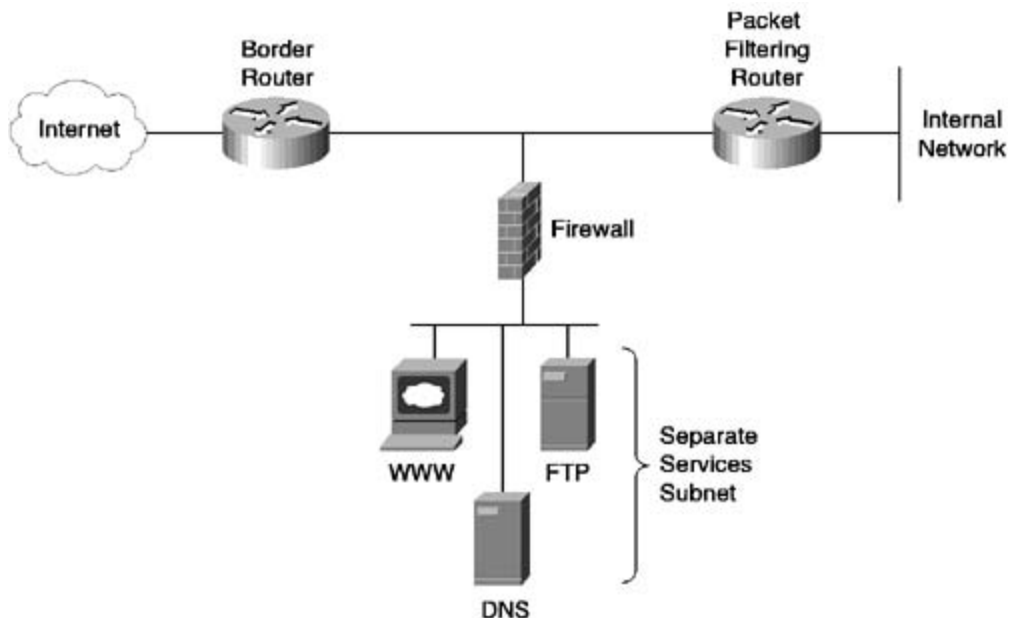 Border
Router
Packet
Filtering
Router
Internet
Internal
Network
Firewall
WWW
FTP
DNS
Separate
Services
Subnet